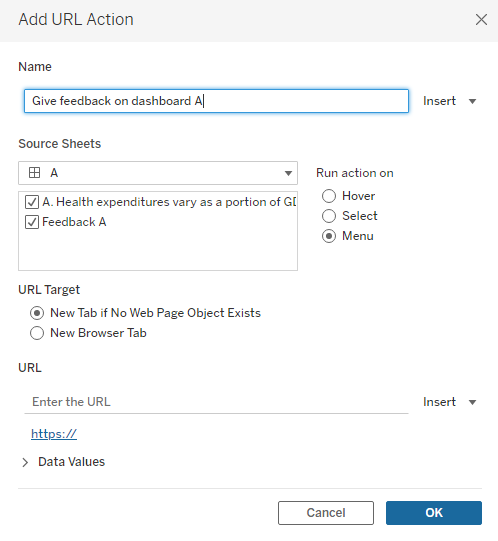 Add URL Action
Name
Give feedback on dashboard A
Insert
Source Sheets
A
Run action on
A. Health expenditures vary as a portion of GD
Feedback A
Hover
Select
Menu
URL Target
New Tab if No Web Page Object Exists
New Browser Tab
URL
Enter the URL
Insert
https://
Data Values
Cancel
OK